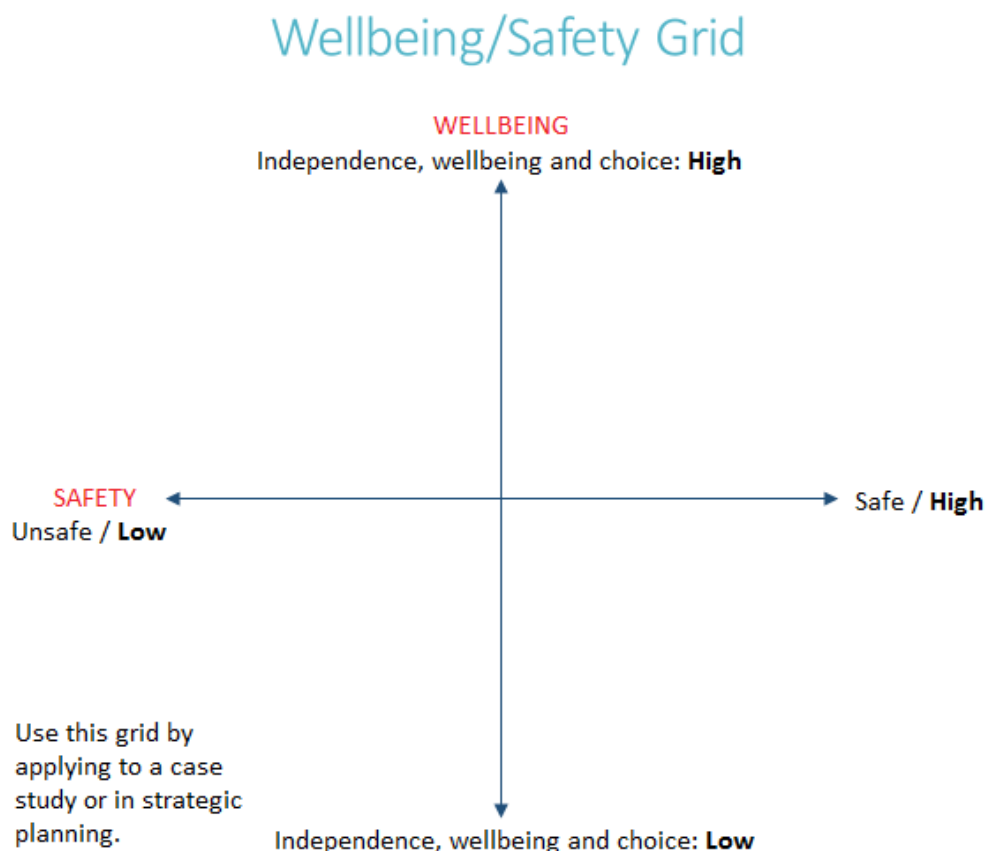 Wellbeing/Safety Grid
WELLBEING
Independence, wellbeing and choice: High
SAFETY
Unsafe / Low
Safe / High
Use this grid by
applying to a case
study or in strategic
planning.
Independence, wellbeing and choice: Low